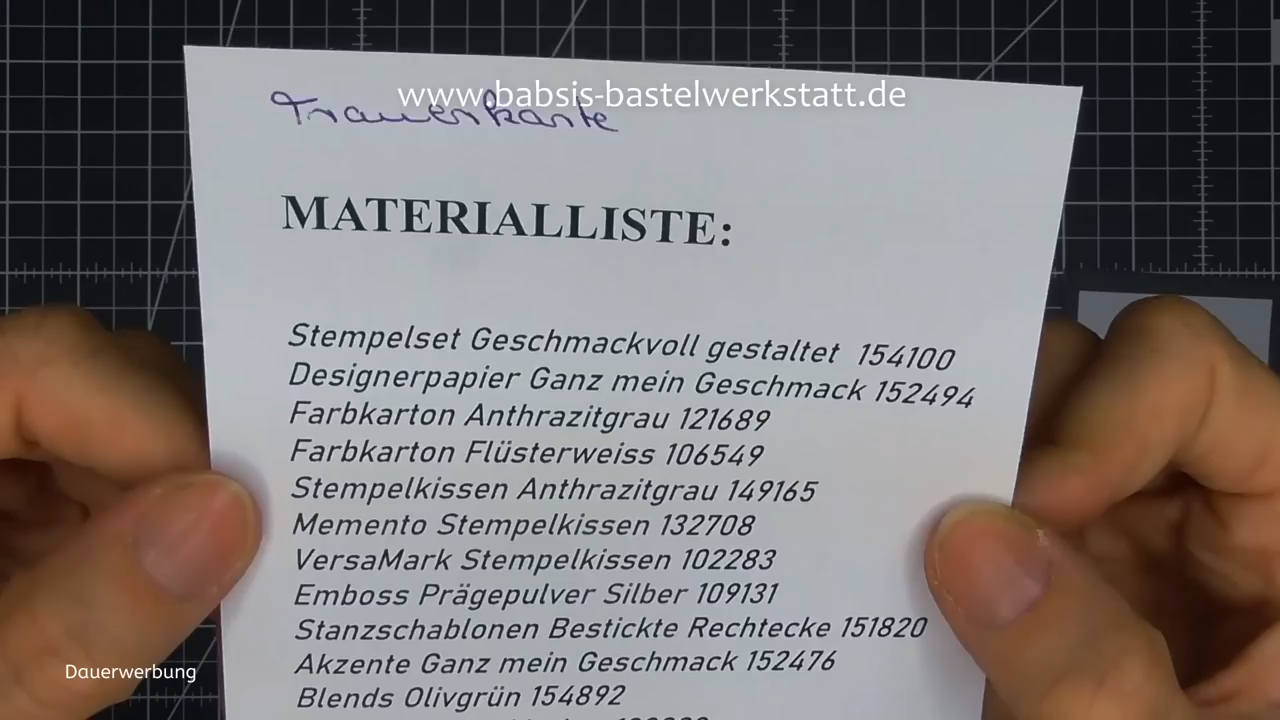 www.babsis-bastelwerkstatt.de
Trauerkarte
MATERIALLISTE:
Stempelset Geschmackvoll gestaltet 154100
Designerpapier Ganz mein Geschmack 152494
Farbkarton Anthrazitgrau 121689
Farbkarton Flüsterweiss 106549
Stempelkissen Anthrazitgrau 149165
Memento Stempelkissen 132708
VersaMark Stempelkissen 102283
Emboss Prägepulver Silber 109131
Stanzschablonen Bestickte Rechtecke 151820
Akzente Ganz mein Geschmack 152476
Blends Olivgrün 154892
Dauerwerbung